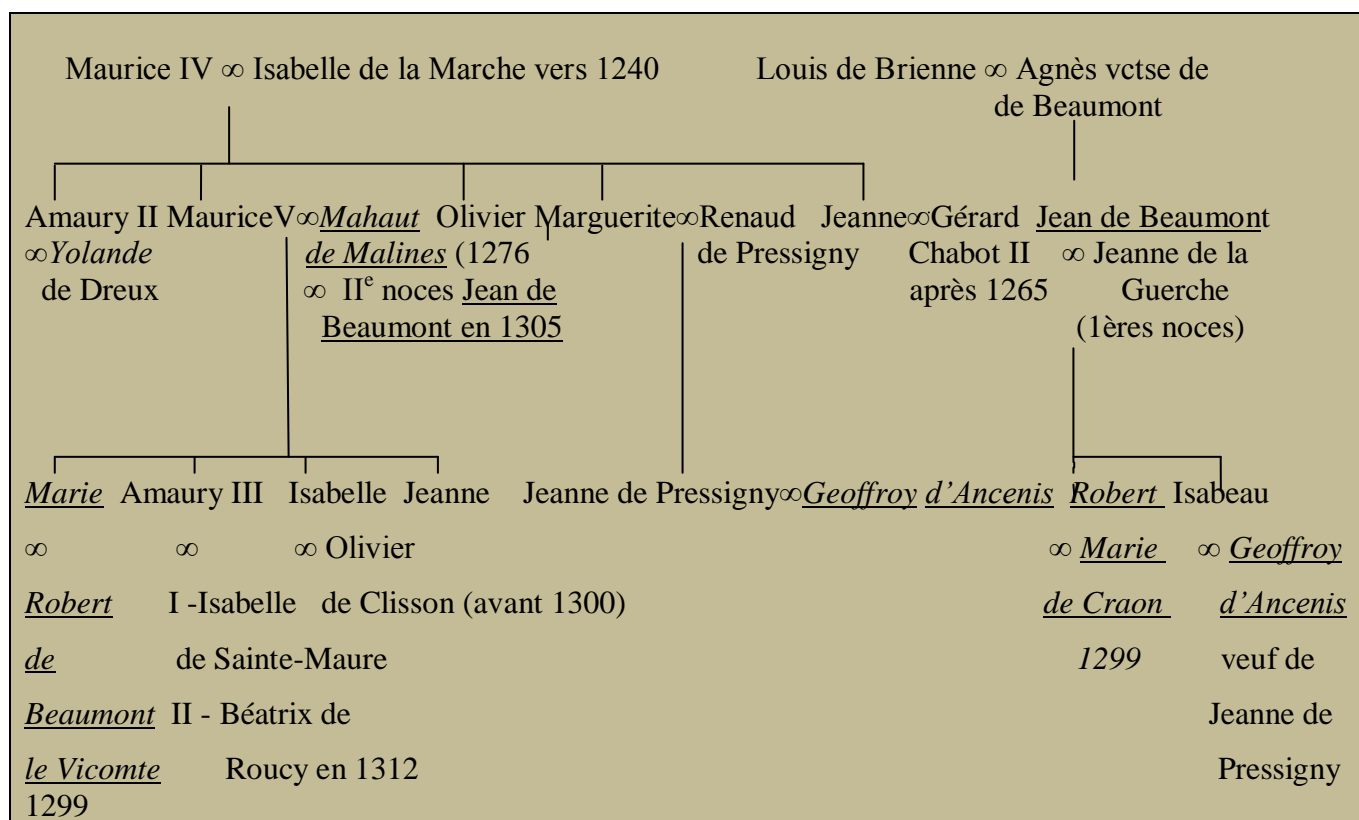 Maurice IV ∞ Isabelle de la Marche vers 1240 Louis de Brienne ∞ Agnès vctse de
de Beaumont
Amaury II MauriceV∞Mahaut Olivier Marguerite∞Renaud Jeanne∞Gérard Jean de Beaumont
∞Yolande de Malines (1276 de Pressigny Chabot II ∞ Jeanne de la
de Dreux ∞ IIe noces Jean de après 1265 Guerche
Beaumont en 1305 (1ères noces)
Marie Amaury III Isabelle Jeanne Jeanne de Pressigny∞Geoffroy d'Ancenis Robert Isabeau
∞ ∞ ∞ Olivier ∞ Marie ∞ Geoffroy
Robert I -Isabelle de Clisson (avant 1300) de Craon d'Ancenis
de de Sainte-Maure 1299 veuf de
Beaumont II - Béatrix de Jeanne de
le Vicomte Roucy en 1312 Pressigny
1299